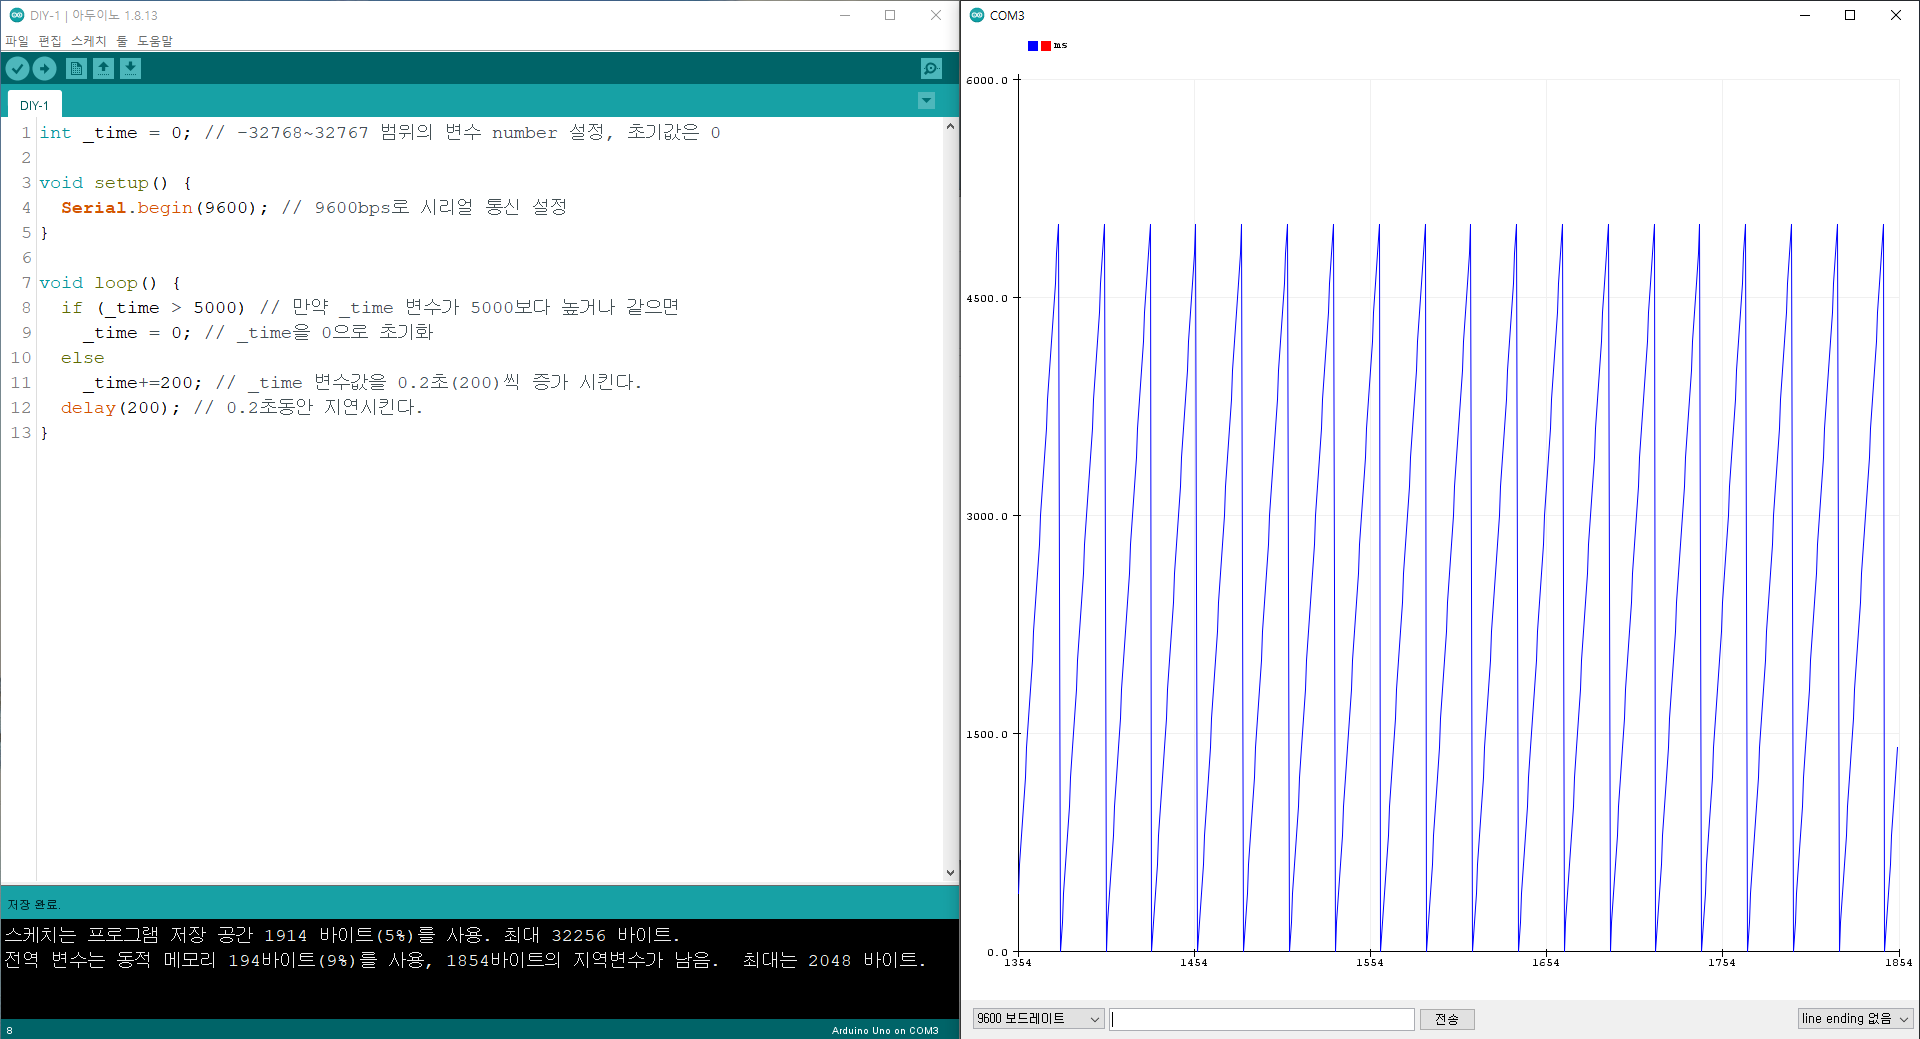 DIY-1 | 아두이노 1.8.13
파일 편집 스케치 툴 도움말
DIY-1
1 int _time = 0; // -32768~32767 범위의 변수 number 설정, 초기값은 0
2
3 void setup() {
4 Serial.begin(9600); // 9600bps로 시리얼 통신 설정
5 }
6
7 void loop() {
8 if (_time > 5000) // 만약 _time 변수가 5000보다 높거나 같으면
9 _time = 0; // _time을 0으로 초기화
10 else
11 _time+=200; // _time 변수값을 0.2초(200)씩 증가 시킨다.
12 delay(200); // 0.2초동안 지연시킨다.
13 }
저장 완료.
스케치는 프로그램 저장 공간 1914 바이트(5%)를 사용. 최대 32256 바이트.
전역 변수는 동적 메모리 194바이트(9%)를 사용, 1854바이트의 지역변수가 남음. 최대는 2048 바이트.
8
Arduino Uno on COM3
COM3
ms
6000.0
4500.0
3000.0
1500.0
0.0
1354 1454 1554 1654 1754 1854
9600 보드레이트
전송
line ending 없음